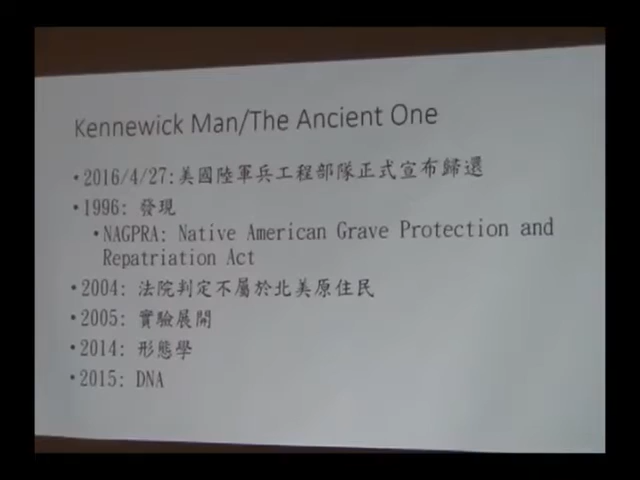 Kennewick Man/The Ancient One
•2016/4/27:美國陸軍兵工程部隊正式宣布歸還
•1996: 發現
•NAGPRA: Native American Grave Protection and
Repatriation Act
•2004: 法院判定不屬於北美原住民
•2005: 實驗展開
•2014: 形態學
•2015: DNA